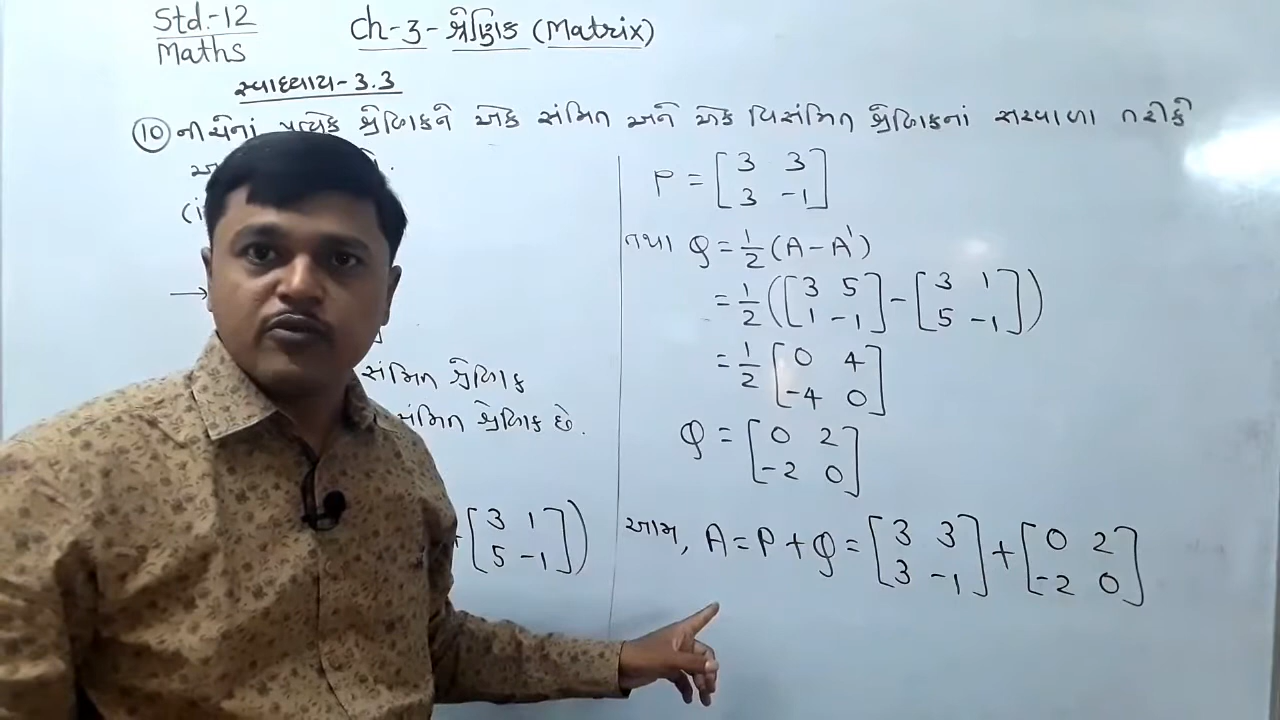 Std.-12
Maths
Ch-3-શ્રેણિક (Matrix)
સ્વાધ્યાય-3.3
(10) નીચેનાં પ્રત્યેક શ્રેણિકને એક સંમિત અને એક વિસંમિત શ્રેણિકનાં સરવાળા તરીકે
(i
→
સંમિત શ્રેણિક
સંમિત શ્રેણિક છે.
+ [3 1
5 -1])
P = [3 3
3 -1]
તથા Q = 1/2 (A - A')
= 1/2 ([3 5
1 -1] - [3 1
5 -1])
= 1/2 [0 4
-4 0]
Q = [0 2
-2 0]
આમ, A = P + Q = [3 3
3 -1] + [0 2
-2 0]